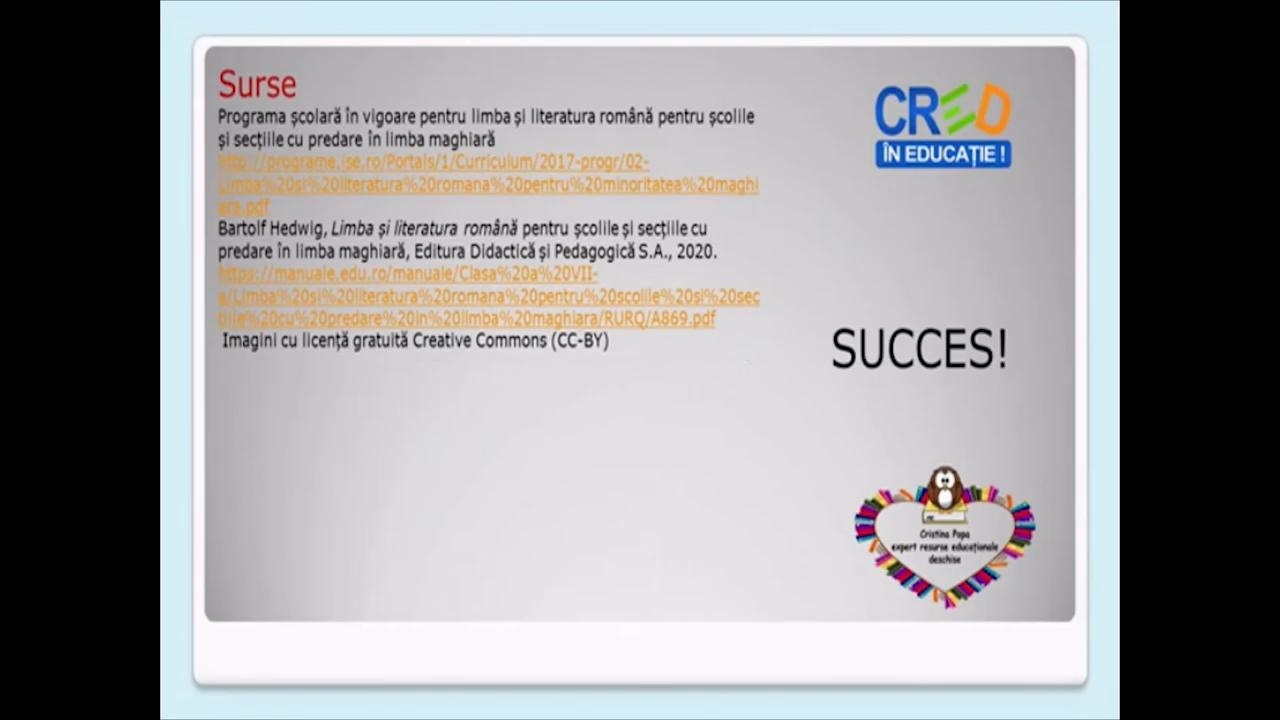 Surse
Programa școlară în vigoare pentru limba și literatura română pentru școlile
și secțiile cu predare în limba maghiară
http://programe.ise.ro/Portals/1/Curriculum/2017-progr/02-
Limba%20si%20literatura%20romana%20pentru%20minoritatea%20maghi
ara.pdf
Bartolf Hedwig, Limba și literatura română pentru școlile și secțiile cu
predare în limba maghiară, Editura Didactică și Pedagogică S.A., 2020.
https://manuale.edu.ro/manuale/Clasa%20a%20VII-
a/Limba%20si%20literatura%20romana%20pentru%20scolile%20si%20sec
tiile%20cu%20predare%20in%20limba%20maghiara/RURQ/A869.pdf
Imagini cu licență gratuită Creative Commons (CC-BY)
CRED
ÎN EDUCAȚIE !
SUCCES!
Cristina Popa
expert resurse educaționale
deschise